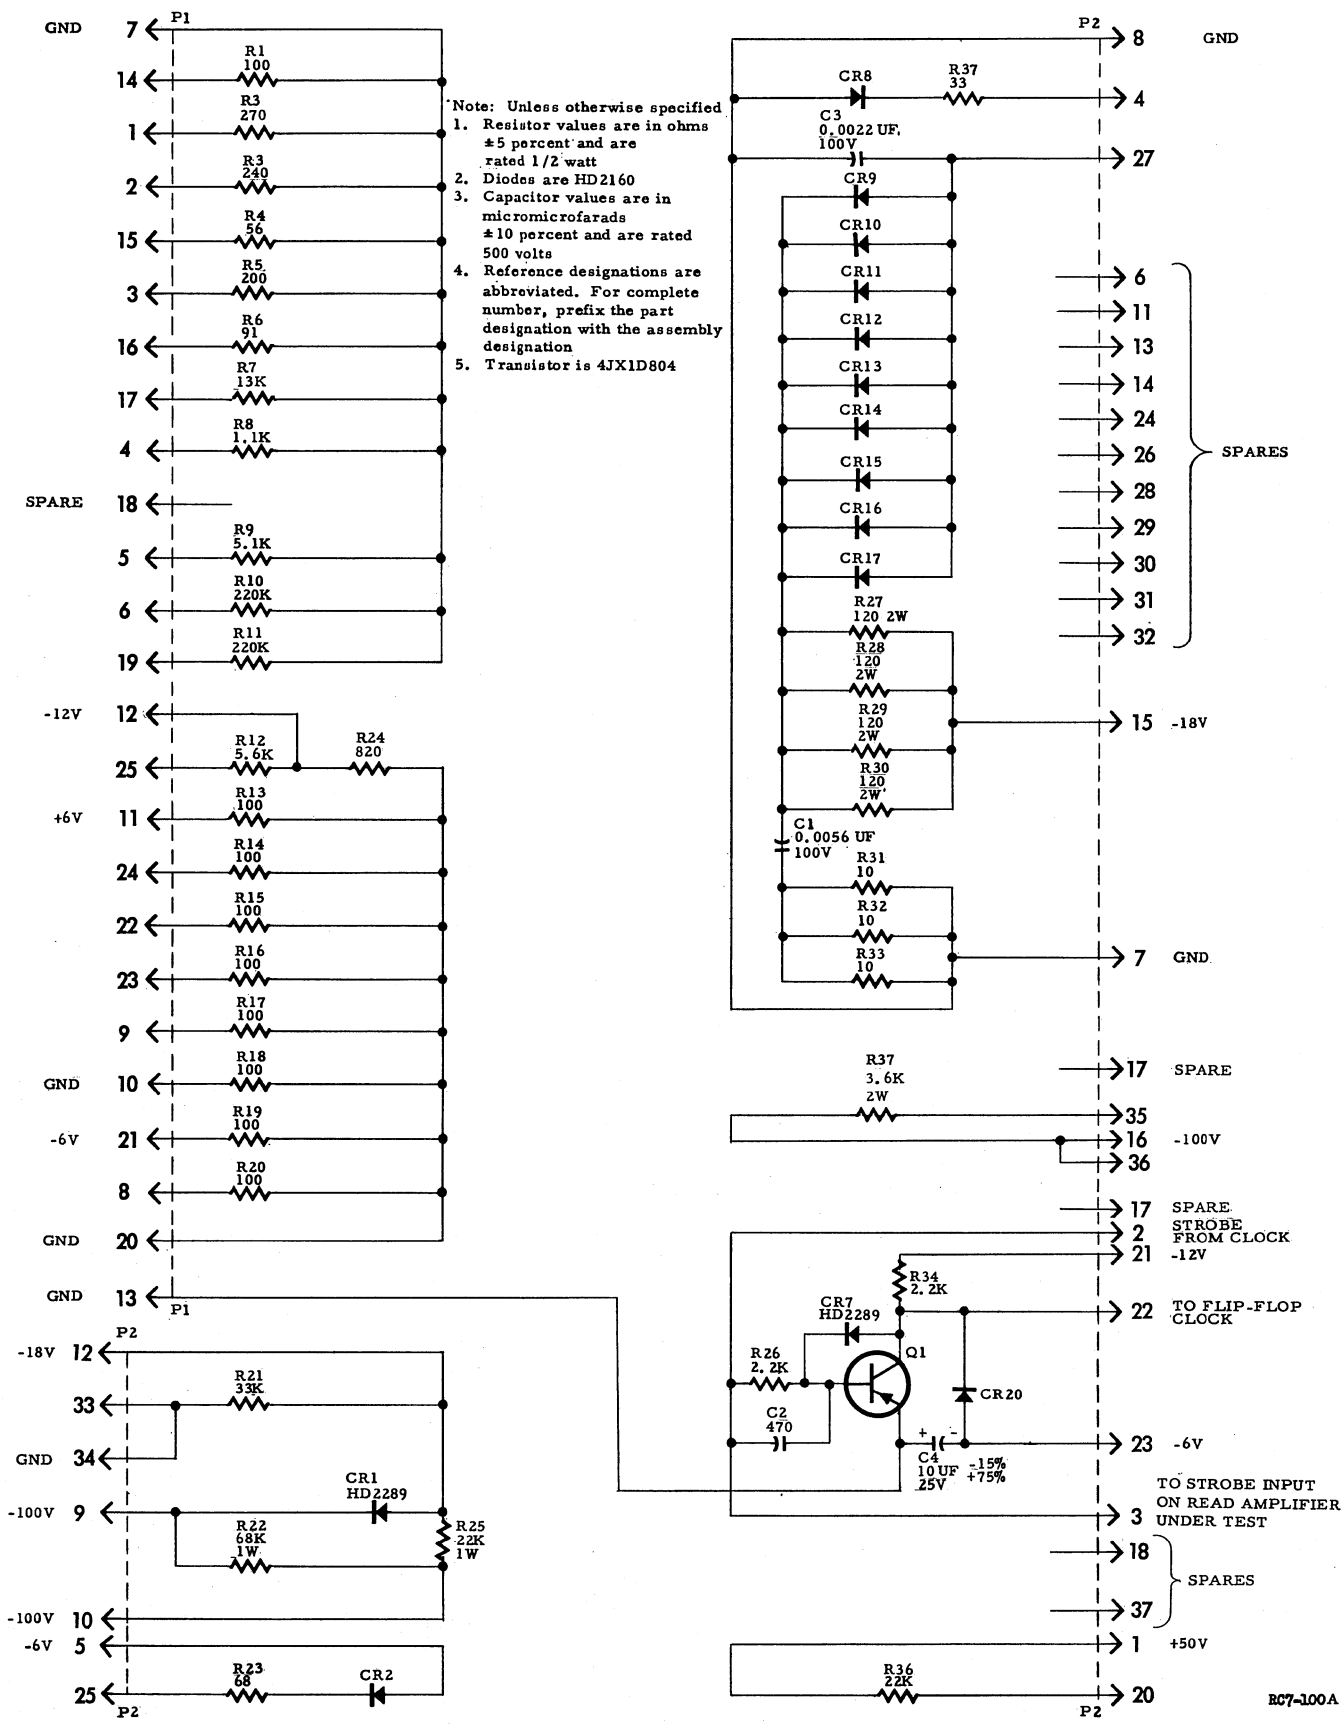 P1
GND 7
R1
100
14
R3
270
1
R3
240
2
R4
56
15
R5
200
3
R6
91
16
R7
13K
17
R8
1.1K
4
SPARE 18
R9
5.1K
5
R10
220K
6
R11
220K
19
-12V 12
R12
5.6K
R24
820
25
R13
100
+6V 11
R14
100
24
R15
100
22
R16
100
23
R17
100
9
R18
100
GND 10
R19
100
-6V 21
R20
100
8
GND 20
GND 13
P1
P2
-18V 12
R21
33K
33
GND 34
CR1
HD2289
-100V 9
R22
68K
1W
R25
22K
1W
-100V 10
-6V 5
R23
68
CR2
25
P2
Note: Unless otherwise specified
1. Resistor values are in ohms
±5 percent and are
rated 1/2 watt
2. Diodes are HD2160
3. Capacitor values are in
micromicrofarads
±10 percent and are rated
500 volts
4. Reference designations are
abbreviated. For complete
number, prefix the part
designation with the assembly
designation
5. Transistor is 4JX1D804
P2
8 GND
CR8
R37
33
4
C3
0.0022 UF,
100V
27
CR9
CR10
CR11
CR12
CR13
CR14
CR15
CR16
CR17
6
11
13
14
24
26
28
29
30
31
32
SPARES
R27
120 2W
R28
120
2W
R29
120
2W
R30
120
2W
15 -18V
C1
0.0056 UF
100V
R31
10
R32
10
R33
10
7 GND
17 SPARE
R37
3.6K
2W
35
16 -100V
36
17 SPARE
2 STROBE
FROM CLOCK
21 -12V
R34
2.2K
22 TO FLIP-FLOP
CLOCK
CR7
HD2289
R26
2.2K
Q1
CR20
C2
470
+ -
C4
10 UF
25V
-15%
+75%
23 -6V
TO STROBE INPUT
ON READ AMPLIFIER
UNDER TEST
3
18
37
SPARES
1 +50V
R36
22K
20
P2
RC7-100A